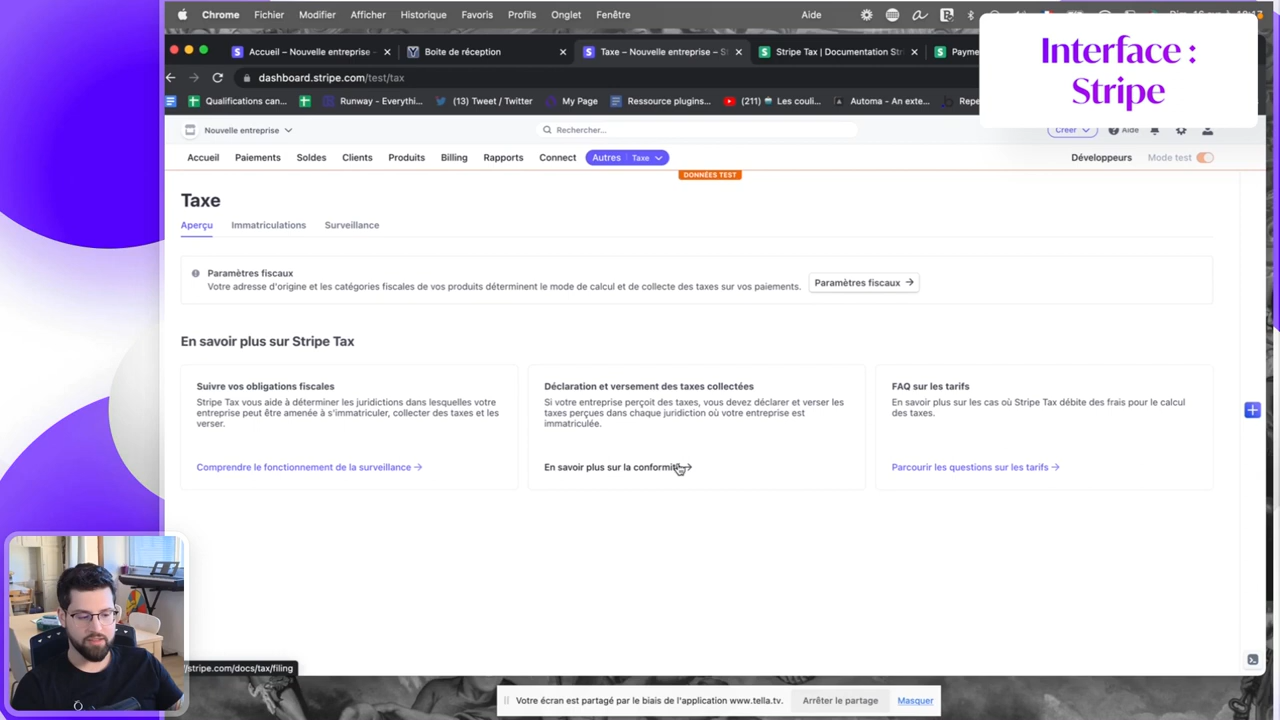 Chrome Fichier Modifier Afficher Historique Favoris Profils Onglet Fenêtre Aide
Interface :
Stripe
Accueil – Nouvelle entreprise
Boîte de réception
Taxe – Nouvelle entreprise – S
Stripe Tax | Documentation Str
Payme
dashboard.stripe.com/test/tax
Qualifications can...
Runway - Everythi...
(13) Tweet / Twitter
My Page
Ressource plugins...
(211) Les couli...
Automa - An exte...
Repe
Nouvelle entreprise
Rechercher...
Créer
Aide
Accueil Paiements Soldes Clients Produits Billing Rapports Connect Autres Taxe Développeurs Mode test
DONNÉES TEST
Taxe
Aperçu Immatriculations Surveillance
Paramètres fiscaux
Votre adresse d'origine et les catégories fiscales de vos produits déterminent le mode de calcul et de collecte des taxes sur vos paiements.
Paramètres fiscaux →
En savoir plus sur Stripe Tax
Suivre vos obligations fiscales
Stripe Tax vous aide à déterminer les juridictions dans lesquelles votre
entreprise peut être amenée à s'immatriculer, collecter des taxes et les
verser.
Comprendre le fonctionnement de la surveillance →
Déclaration et versement des taxes collectées
Si votre entreprise perçoit des taxes, vous devez déclarer et verser les
taxes perçues dans chaque juridiction où votre entreprise est
immatriculée.
En savoir plus sur la conformité →
FAQ sur les tarifs
En savoir plus sur les cas où Stripe Tax débite des frais pour le calcul
des taxes.
Parcourir les questions sur les tarifs →
/stripe.com/docs/tax/filing
Votre écran est partagé par le biais de l'application www.tella.tv.
Arrêter le partage
Masquer